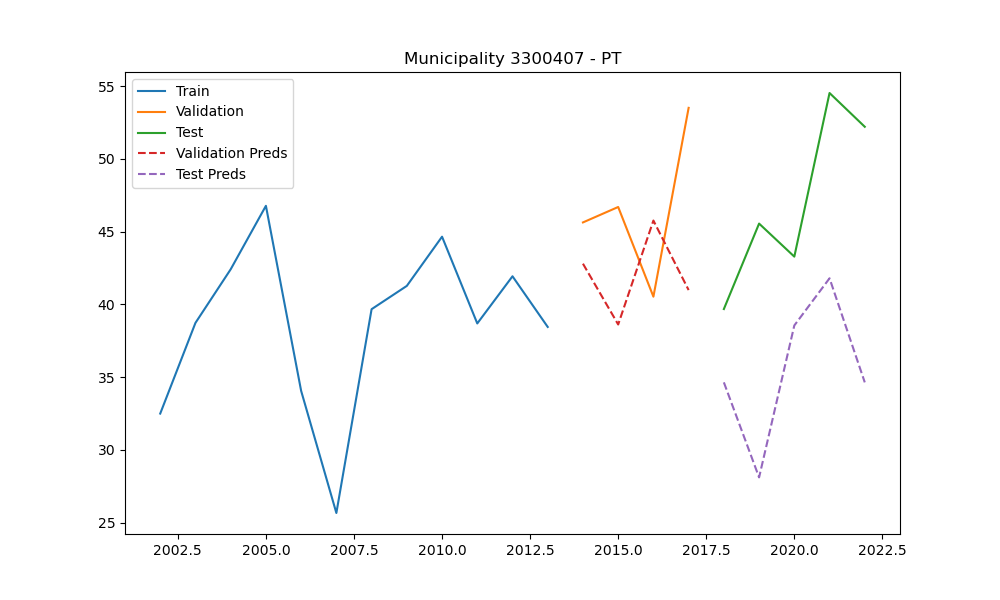 Municipality 3300407 - PT
Train
Validation
Test
Validation Preds
Test Preds
55
50
45
40
35
30
25
2002.5 2005.0 2007.5 2010.0 2012.5 2015.0 2017.5 2020.0 2022.5